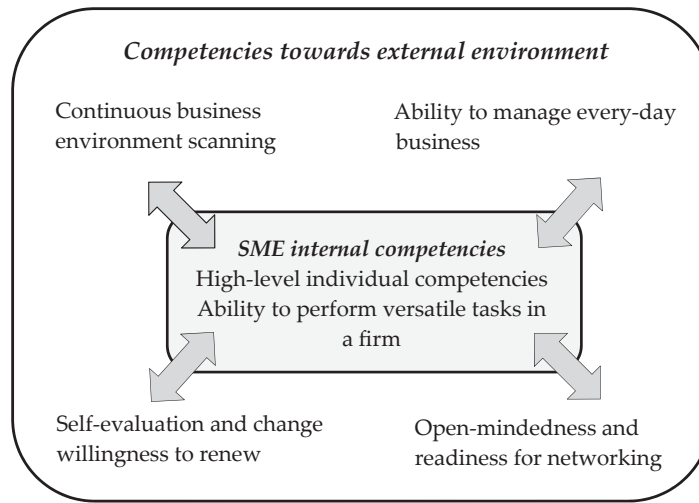 Competencies towards external environment
Continuous business
environment scanning
Ability to manage every-day
business
SME internal competencies
High-level individual competencies
Ability to perform versatile tasks in
a firm
Self-evaluation and change
willingness to renew
Open-mindedness and
readiness for networking